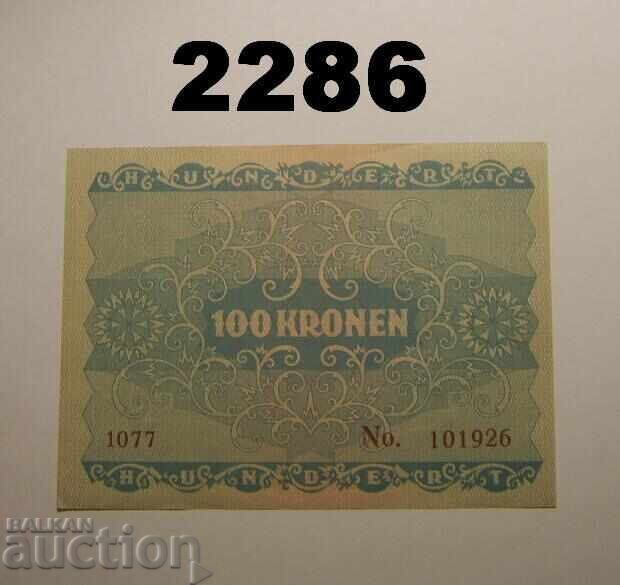 2286
HUNDERT
100 KRONEN
1077 No. 101926
HUNDERT
BALKAN
auction